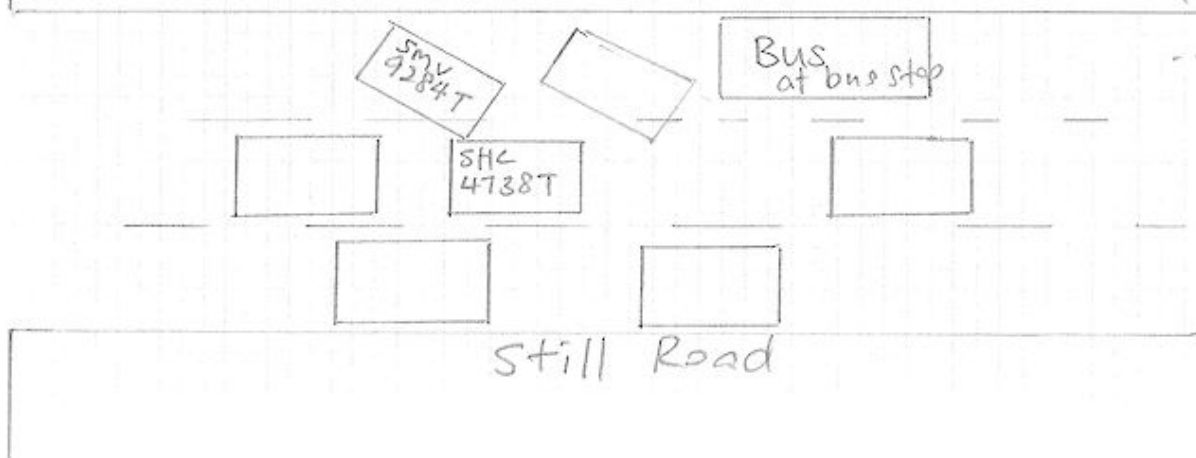 SMV
9284T
Bus
at bus stop
SHC
4738T
Still Road